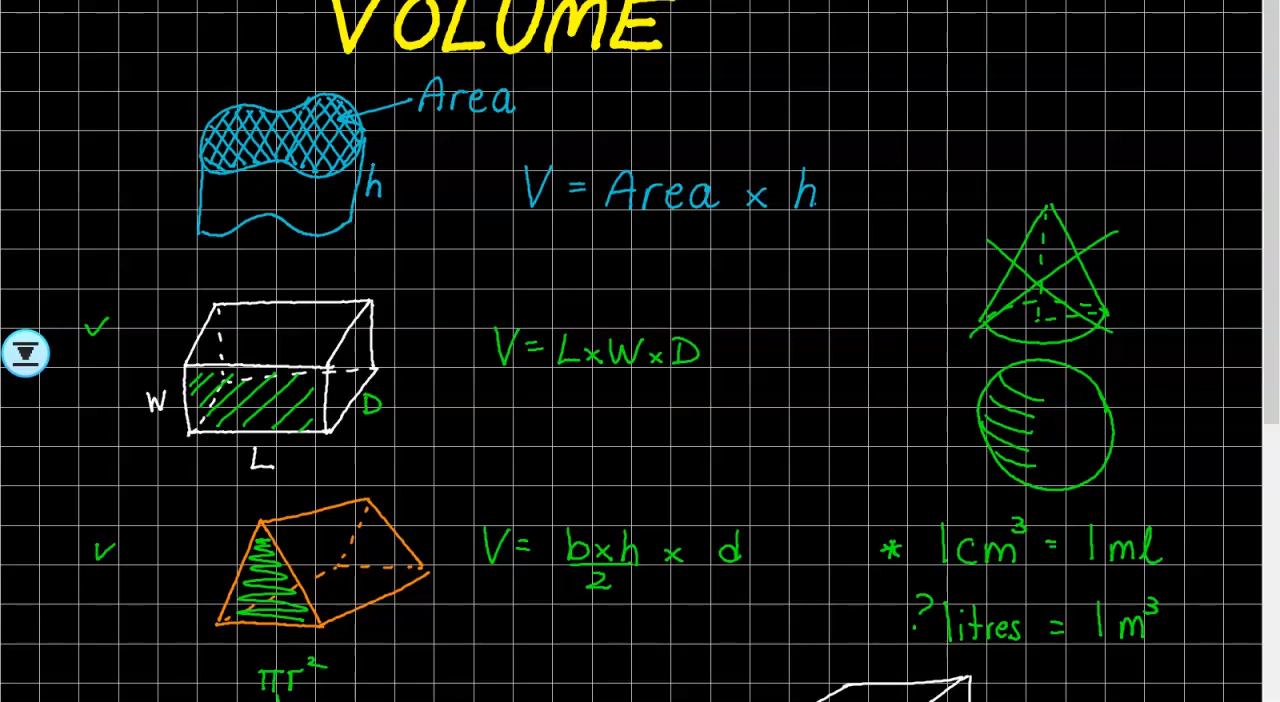 VOLUME
Area
h
V = Area x h
W
L
D
V = L x W x D
V = b x h / 2 x d
* 1cm³ = 1ml
? litres = 1m³
πr²